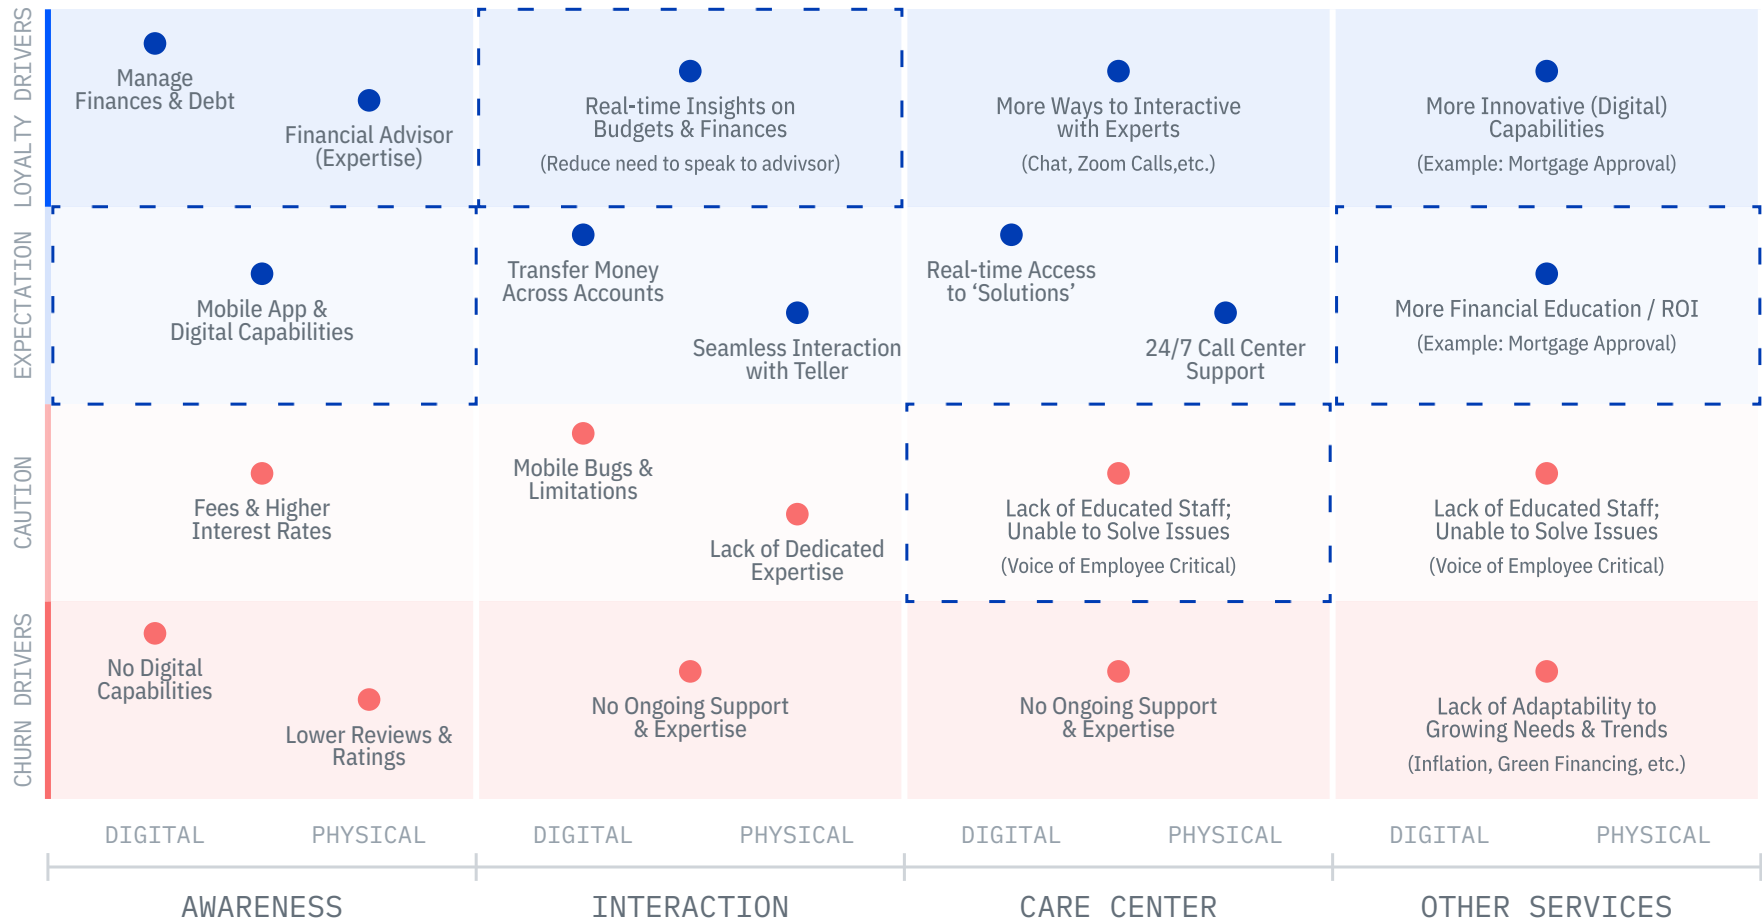 LOYALTY DRIVERS
Manage
Finances & Debt
Financial Advisor
(Expertise)
Real-time Insights on
Budgets & Finances
(Reduce need to speak to advivsor)
More Ways to Interactive
with Experts
(Chat, Zoom Calls,etc.)
More Innovative (Digital)
Capabilities
(Example: Mortgage Approval)
EXPECTATION
Mobile App &
Digital Capabilities
Transfer Money
Across Accounts
Seamless Interaction
with Teller
Real-time Access
to ‘Solutions’
24/7 Call Center
Support
More Financial Education / ROI
(Example: Mortgage Approval)
CAUTION
Fees & Higher
Interest Rates
Mobile Bugs &
Limitations
Lack of Dedicated
Expertise
Lack of Educated Staff;
Unable to Solve Issues
(Voice of Employee Critical)
Lack of Educated Staff;
Unable to Solve Issues
(Voice of Employee Critical)
CHURN DRIVERS
No Digital
Capabilities
Lower Reviews &
Ratings
No Ongoing Support
& Expertise
No Ongoing Support
& Expertise
Lack of Adaptability to
Growing Needs & Trends
(Inflation, Green Financing, etc.)
DIGITAL PHYSICAL DIGITAL PHYSICAL DIGITAL PHYSICAL DIGITAL PHYSICAL
AWARENESS INTERACTION CARE CENTER OTHER SERVICES